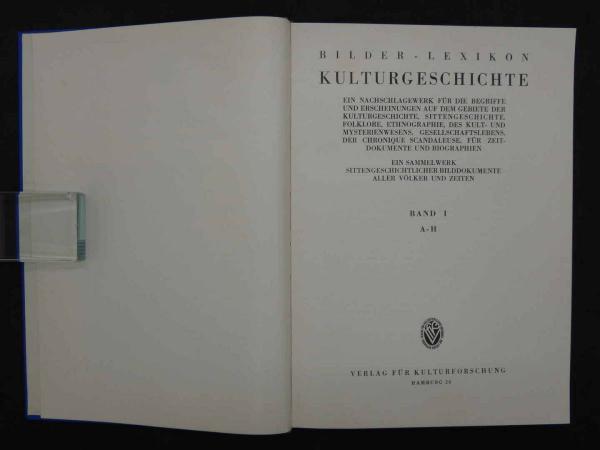 BILDER-LEXIKON
KULTURGESCHICHTE
EIN NACHSCHLAGEWERK FÜR DIE BEGRIFFE
UND ERSCHEINUNGEN AUF DEM GEBIETE DER
KULTURGESCHICHTE, SITTENGESCHICHTE,
FOLKLORE, ETHNOGRAPHIE, DES KULT- UND
MYSTERIENWESENS, GESELLSCHAFTSLEBENS,
DER CHRONIQUE SCANDALEUSE, FÜR ZEIT-
DOKUMENTE UND BIOGRAPHIEN
EIN SAMMELWERK
SITTENGESCHICHTLICHER BILDDOKUMENTE
ALLER VÖLKER UND ZEITEN
BAND I
A-H
VERLAG FÜR KULTURFORSCHUNG
HAMBURG 20